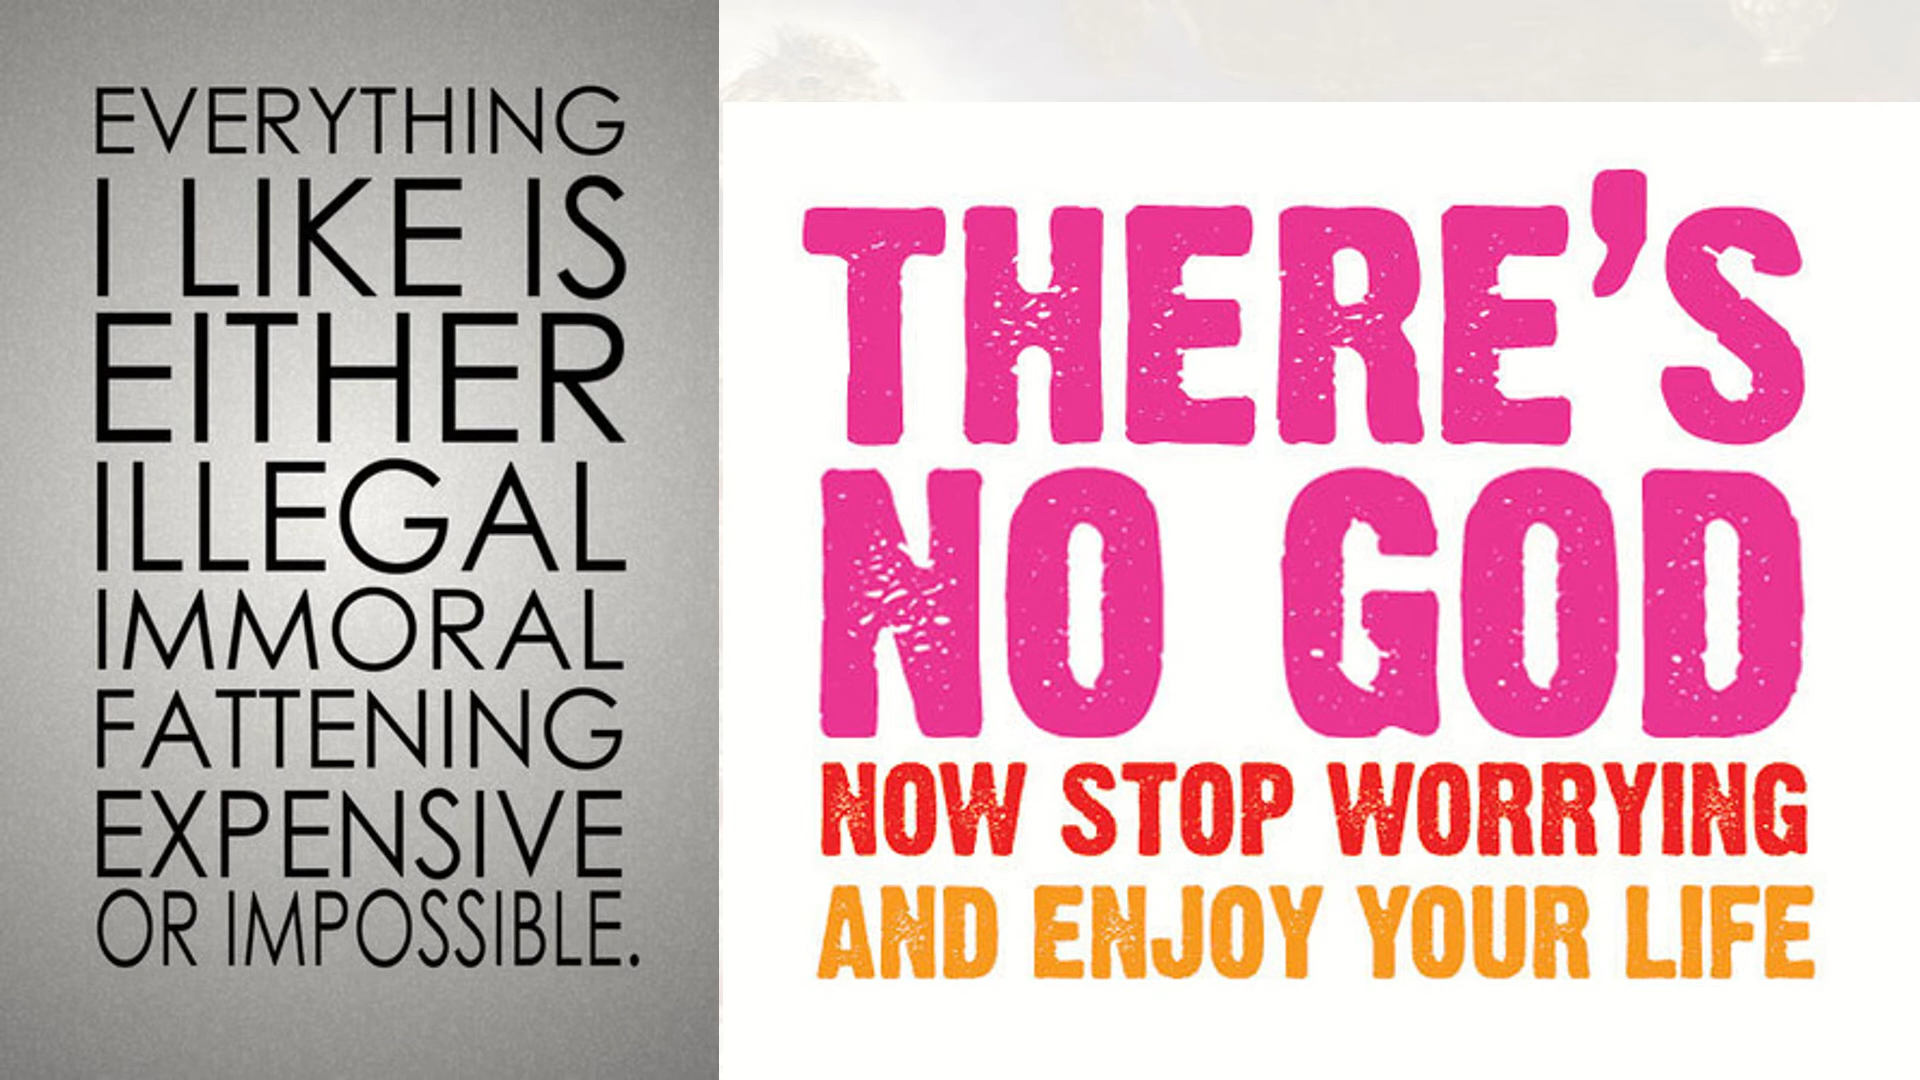 EVERYTHING
I LIKE IS
EITHER
ILLEGAL
IMMORAL
FATTENING
EXPENSIVE
OR IMPOSSIBLE.
THERE'S
NO GOD
NOW STOP WORRYING
AND ENJOY YOUR LIFE